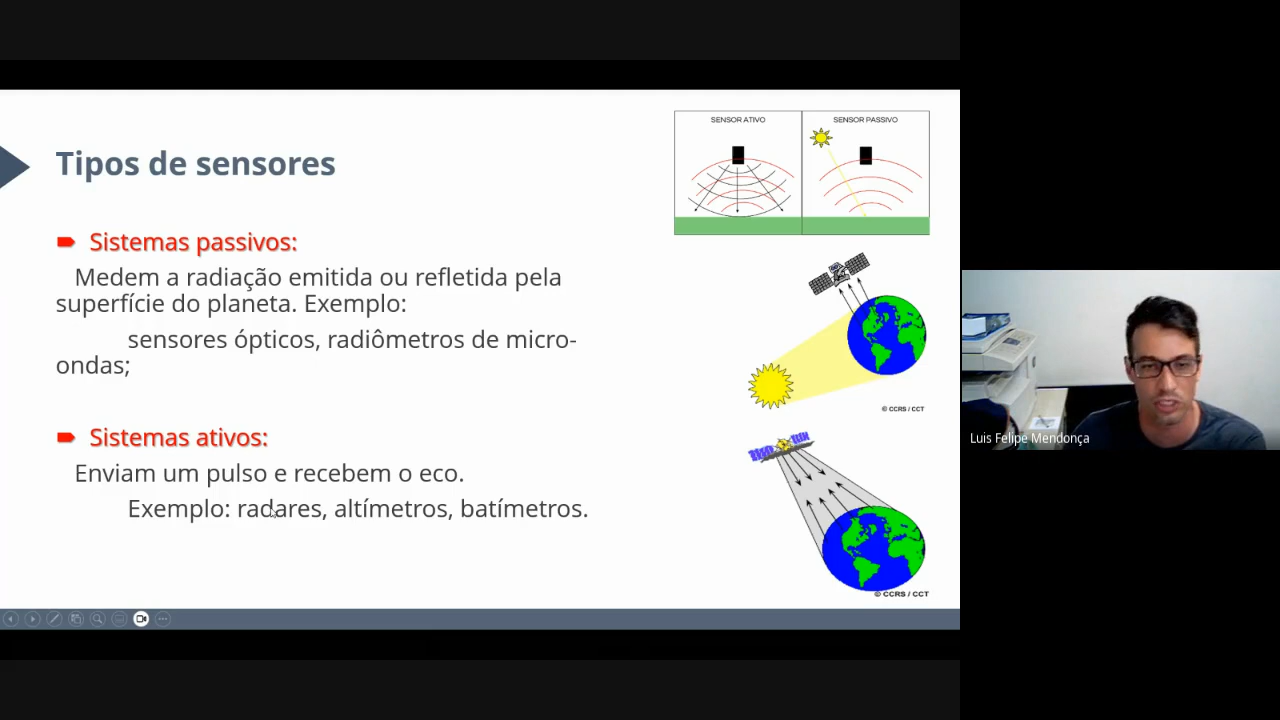 Tipos de sensores
SENSOR ATIVO
SENSOR PASSIVO
Sistemas passivos:
Medem a radiação emitida ou refletida pela
superfície do planeta. Exemplo:
sensores ópticos, radiômetros de micro-
ondas;
© CCRS / CCT
Sistemas ativos:
Enviam um pulso e recebem o eco.
Exemplo: radares, altímetros, batímetros.
© CCRS / CCT
Luis Felipe Mendonça